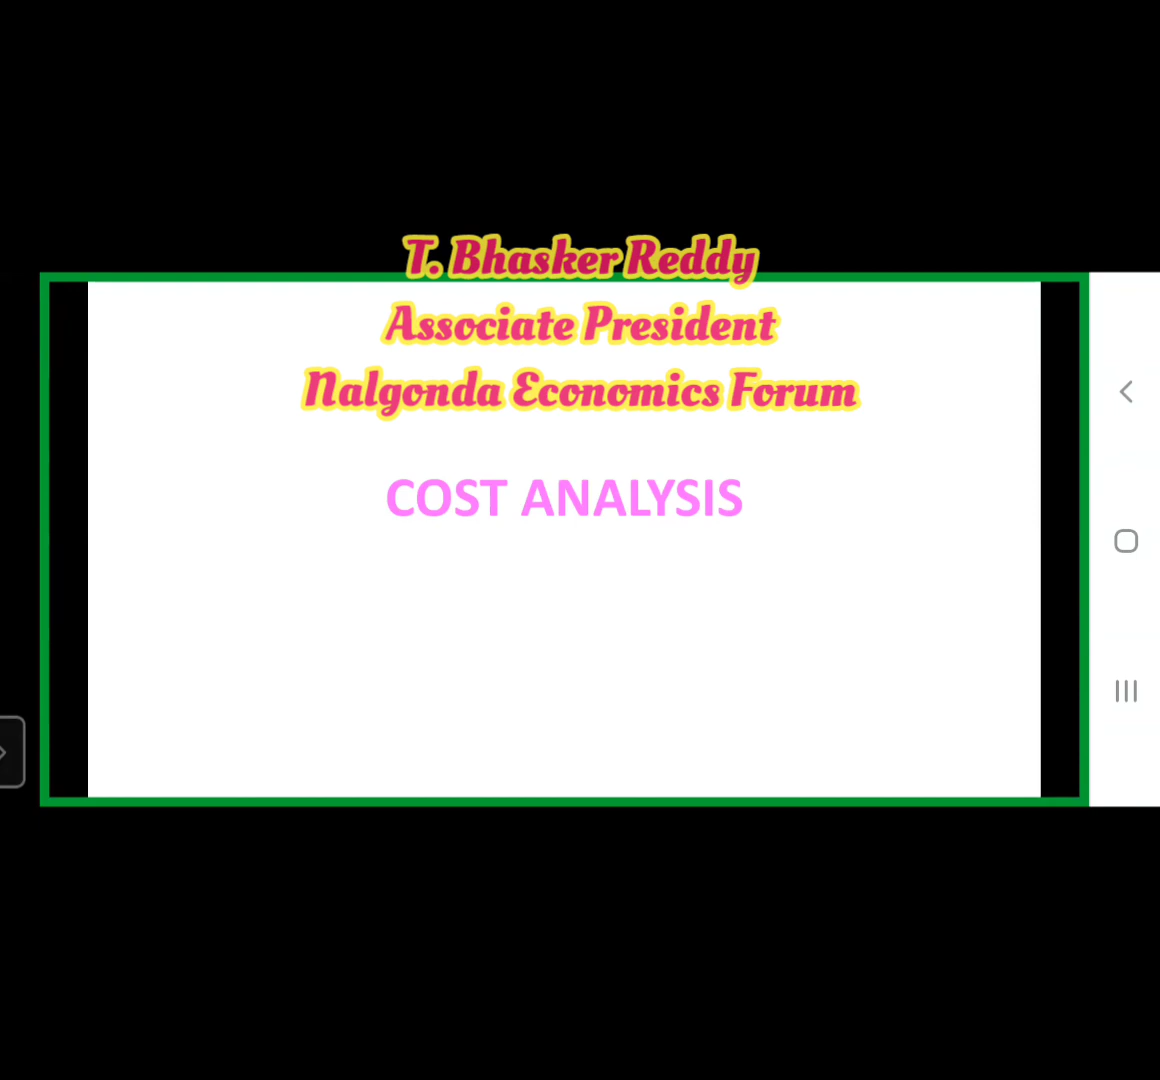 T. Bhasker Reddy
Associate President
Nalgonda Economics Forum
COST ANALYSIS